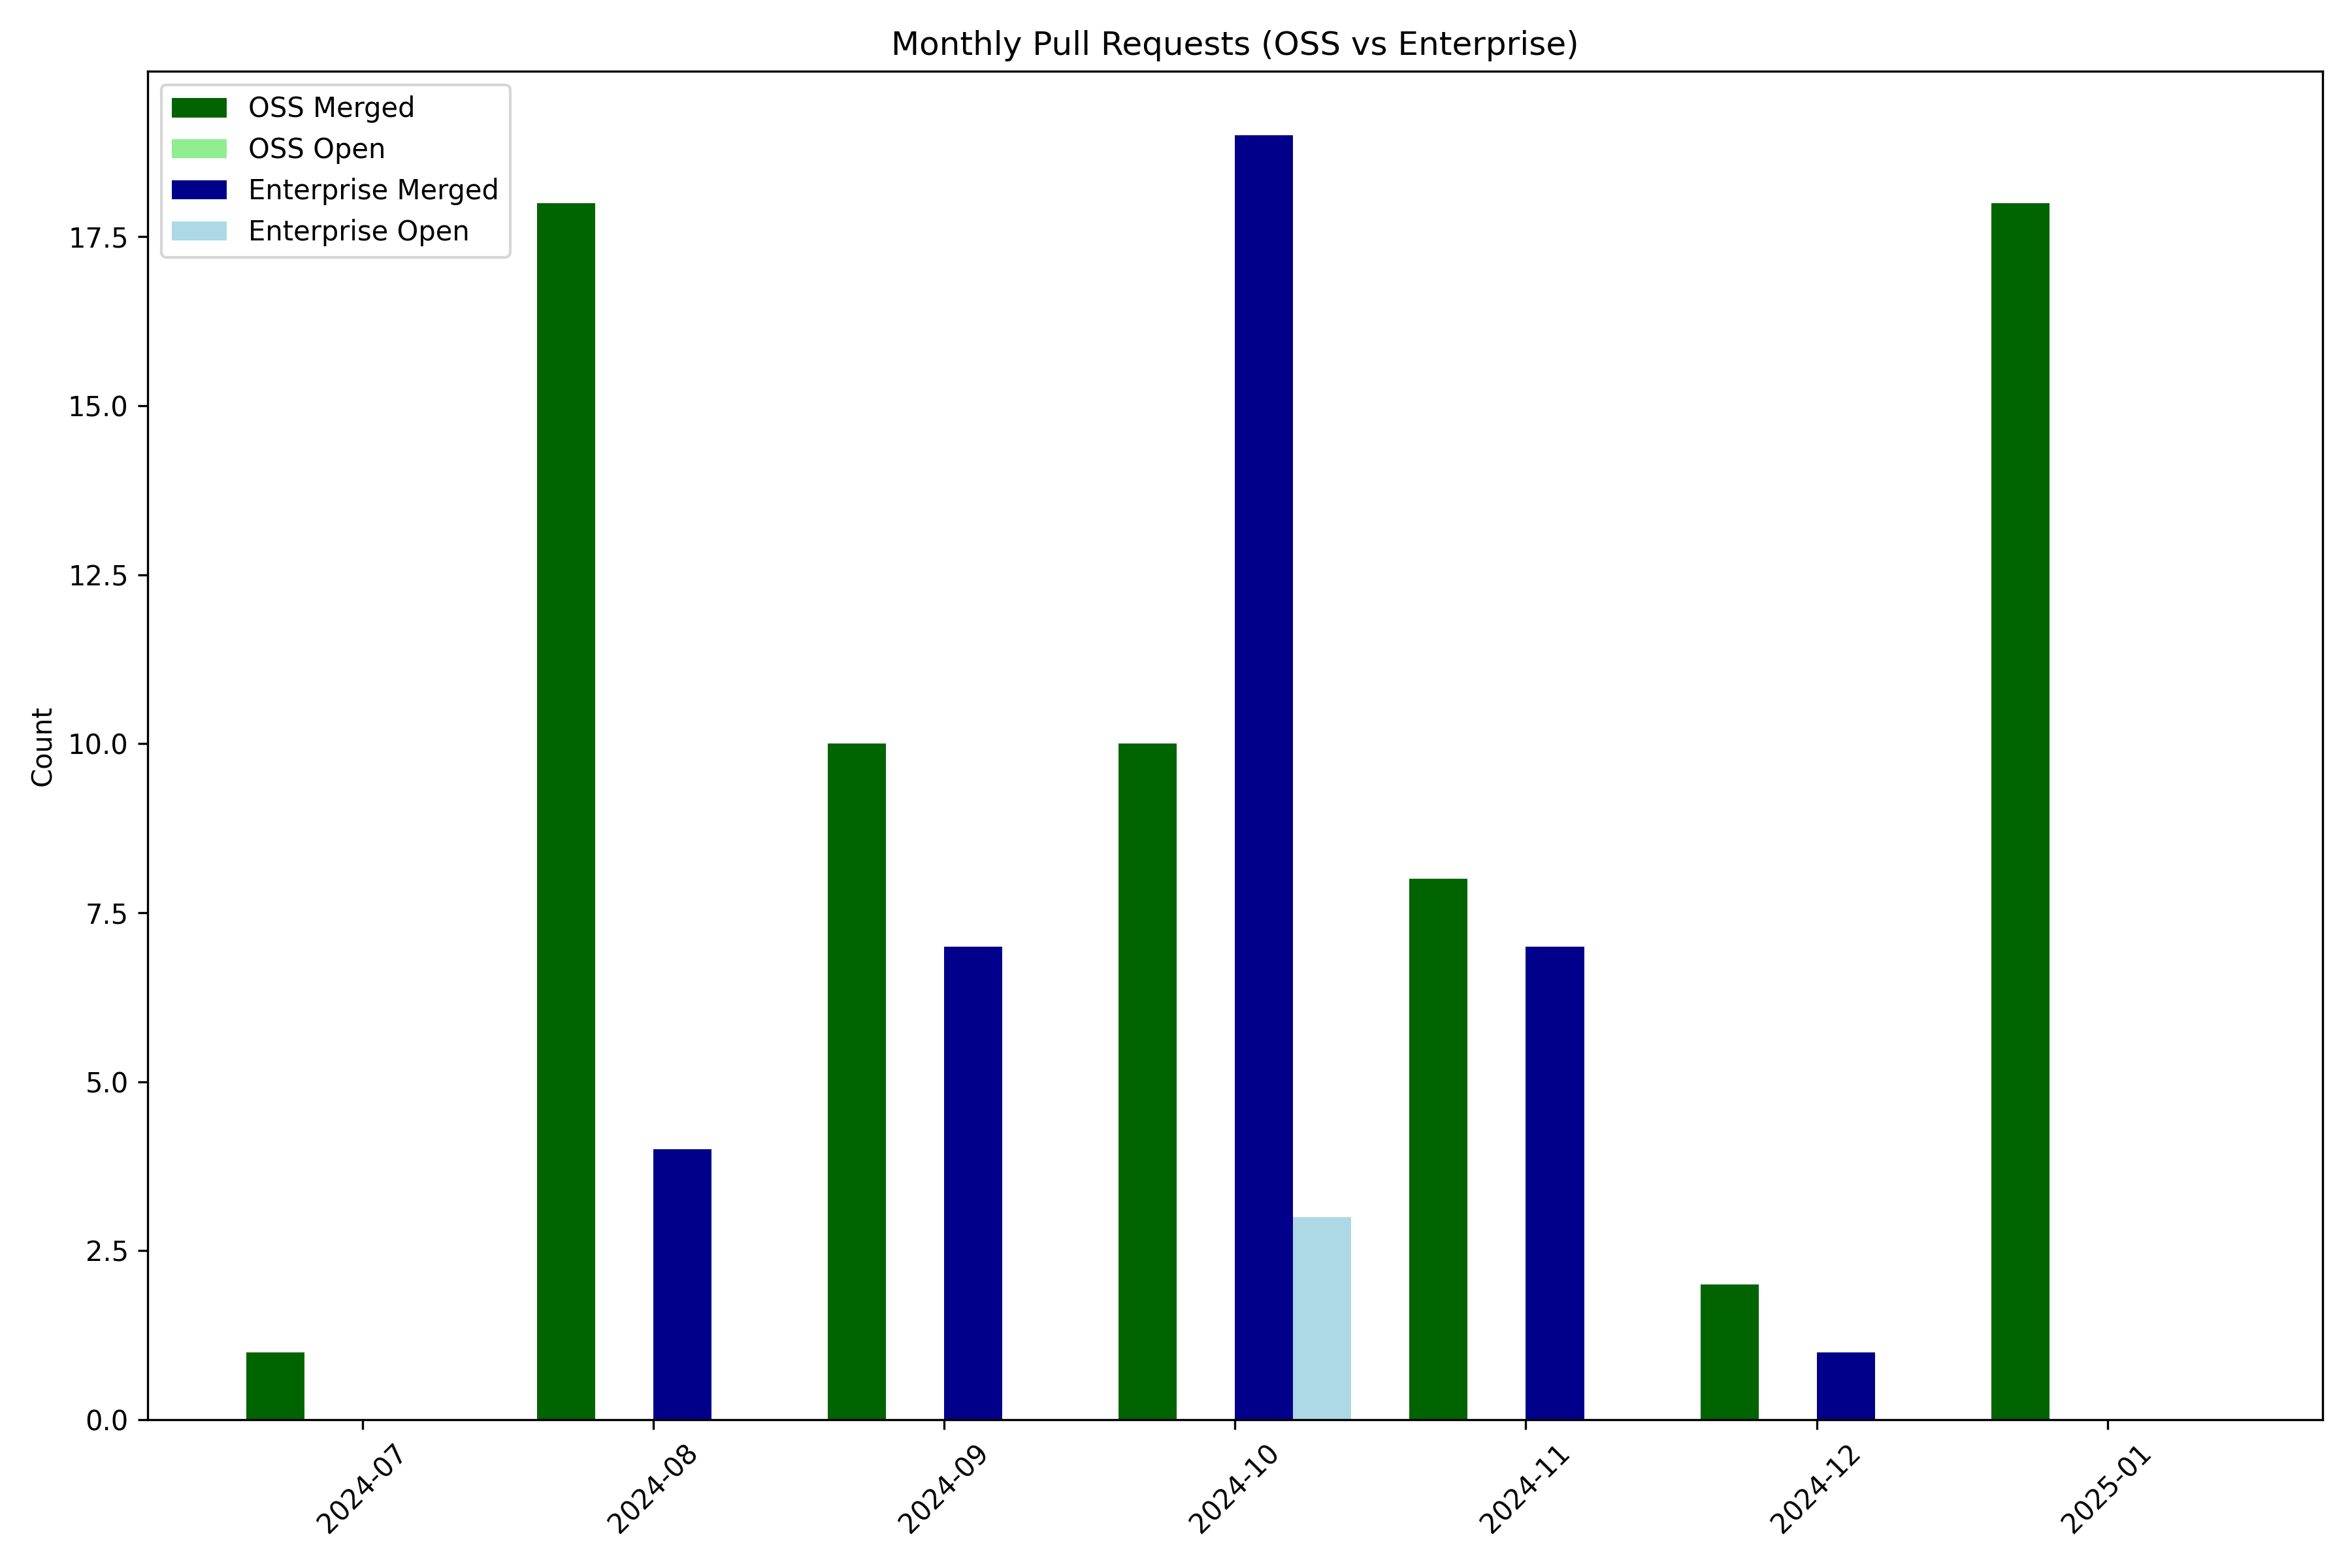 Monthly Pull Requests (OSS vs Enterprise)
OSS Merged
OSS Open
Enterprise Merged
Enterprise Open
Count
17.5
15.0
12.5
10.0
7.5
5.0
2.5
0.0
2024-07
2024-08
2024-09
2024-10
2024-11
2024-12
2025-01